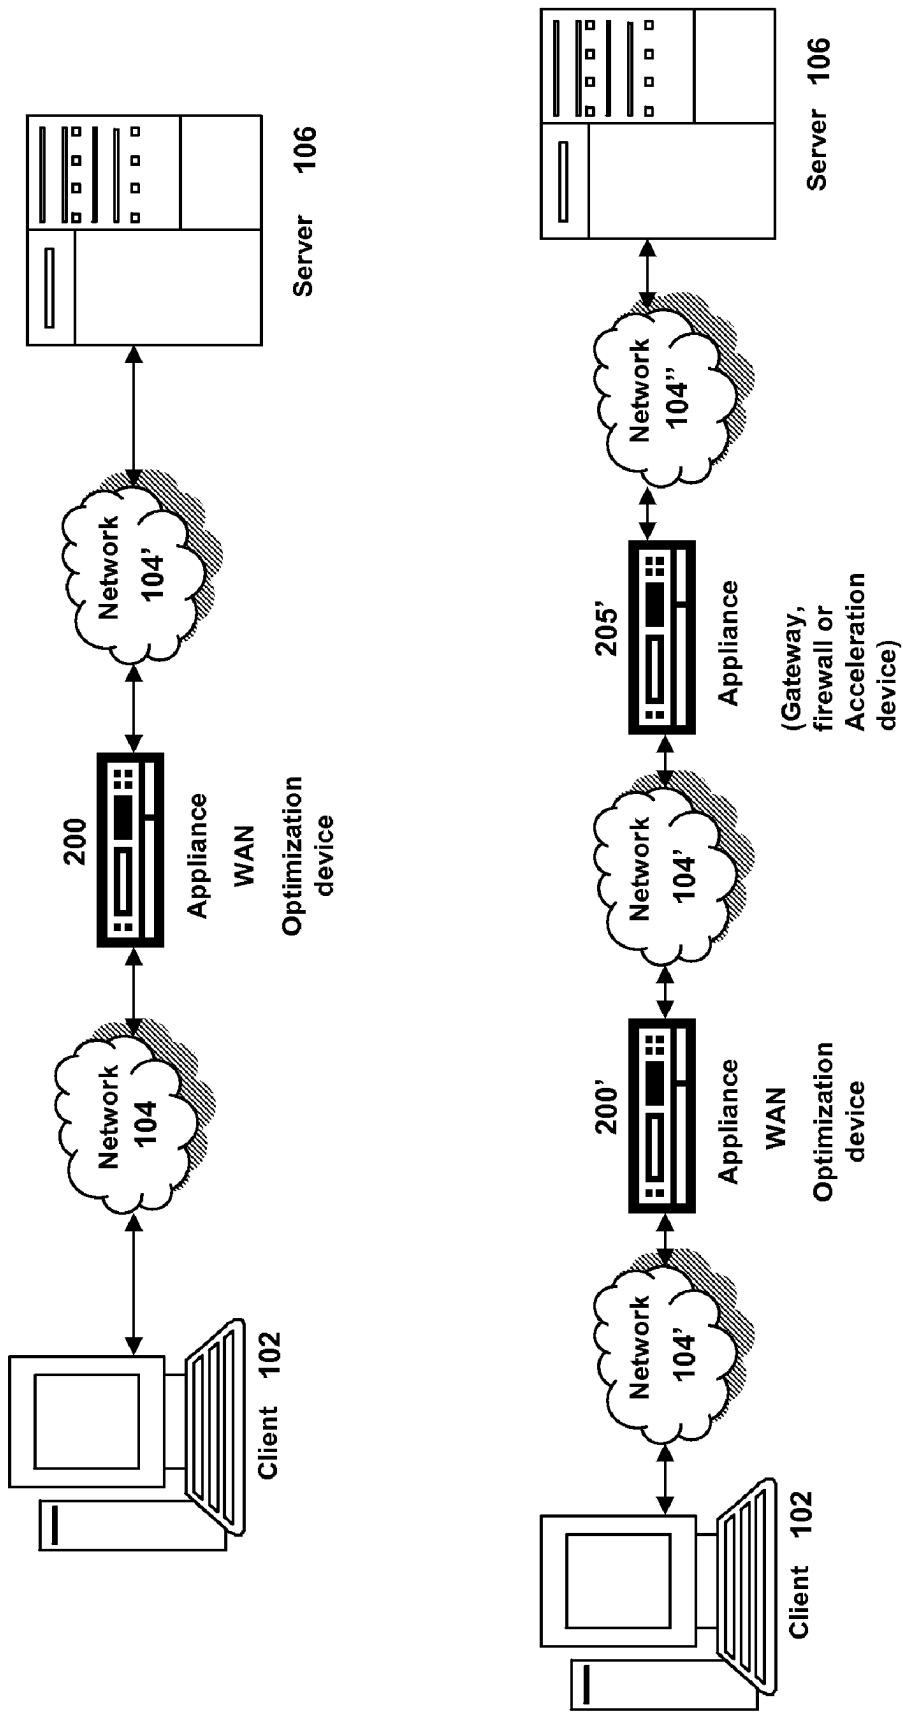 Client 102
Network
104
200
Appliance
WAN
Optimization
device
Network
104'
Server 106
Client 102
Network
104'
200'
Appliance
WAN
Optimization
device
Network
104'
205'
Appliance
(Gateway,
firewall or
Acceleration
device)
Network
104''
Server 106